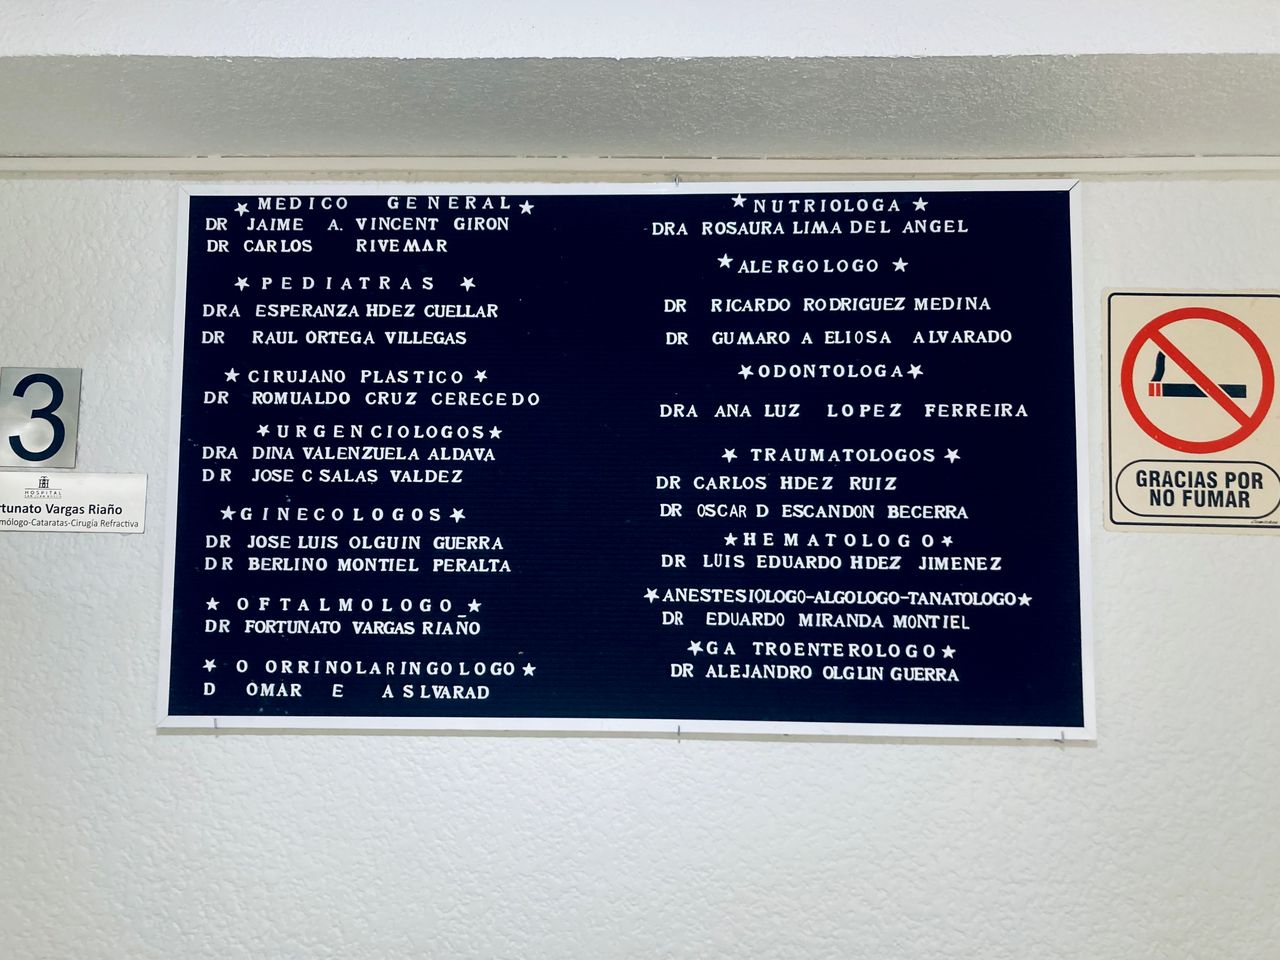 ★ MEDICO GENERAL ★
DR JAIME A. VINCENT GIRON
DR CARLOS RIVEMAR
★ PEDIATRAS ★
DRA ESPERANZA HDEZ CUELLAR
DR RAUL ORTEGA VILLEGAS
★ CIRUJANO PLASTICO ★
DR ROMUALDO CRUZ CERECEDO
★ URGENCIOLOGOS ★
DRA DINA VALENZUELA ALDAVA
DR JOSE C SALAS VALDEZ
★ GINECOLOGOS ★
DR JOSE LUIS OLGUIN GUERRA
DR BERLINO MONTIEL PERALTA
★ OFTALMOLOGO ★
DR FORTUNATO VARGAS RIAÑO
★ O ORRINOLARINGOLOGO ★
D OMAR E ASLVARAD
★ NUTRIOLOGA ★
DRA ROSAURA LIMA DEL ANGEL
★ ALERGOLOGO ★
DR RICARDO RODRIGUEZ MEDINA
DR GUMARO A ELIOSA ALVARADO
★ ODONTOLOGA ★
DRA ANA LUZ LOPEZ FERREIRA
★ TRAUMATOLOGOS ★
DR CARLOS HDEZ RUIZ
DR OSCAR D ESCANDON BECERRA
★ HEMATOLOGO ★
DR LUIS EDUARDO HDEZ JIMENEZ
★ ANESTESIOLOGO-ALGOLOGO-TANATOLOGO ★
DR EDUARDO MIRANDA MONTIEL
★ GA TROENTEROLOGO ★
DR ALEJANDRO OLGUIN GUERRA
3
HOSPITAL
rtunato Vargas Riaño
mólogo-Cataratas-Cirugía Refractiva
GRACIAS POR
NO FUMAR